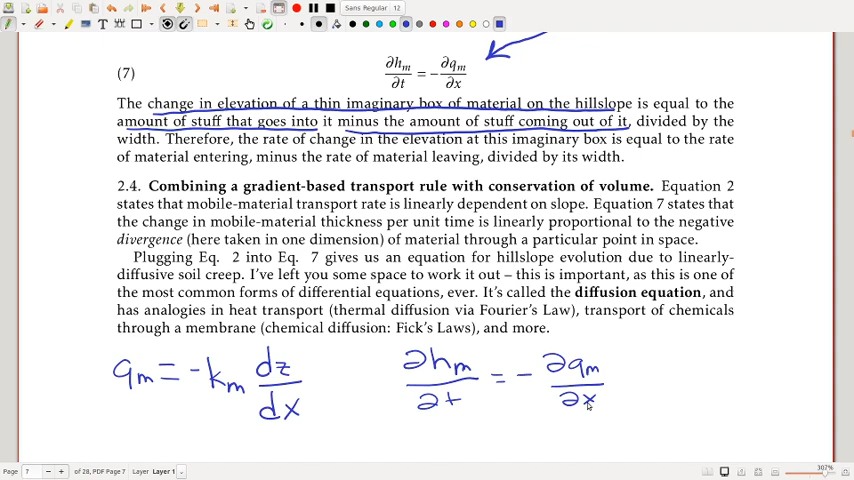 Sans Regular 12
(7) ∂hₘ/∂t = −∂qₘ/∂x
The change in elevation of a thin imaginary box of material on the hillslope is equal to the
amount of stuff that goes into it minus the amount of stuff coming out of it, divided by the
width. Therefore, the rate of change in the elevation at this imaginary box is equal to the rate
of material entering, minus the rate of material leaving, divided by its width.
2.4. Combining a gradient-based transport rule with conservation of volume. Equation 2
states that mobile-material transport rate is linearly dependent on slope. Equation 7 states that
the change in mobile-material thickness per unit time is linearly proportional to the negative
divergence (here taken in one dimension) of material through a particular point in space.
Plugging Eq. 2 into Eq. 7 gives us an equation for hillslope evolution due to linearly-
diffusive soil creep. I've left you some space to work it out – this is important, as this is one of
the most common forms of differential equations, ever. It's called the diffusion equation, and
has analogies in heat transport (thermal diffusion via Fourier's Law), transport of chemicals
through a membrane (chemical diffusion: Fick's Laws), and more.
qₘ = -kₘ dz/dx ∂hₘ/∂t = - ∂qₘ/∂x
Page 7 of 28, PDF Page 7 Layer Layer 1 307%